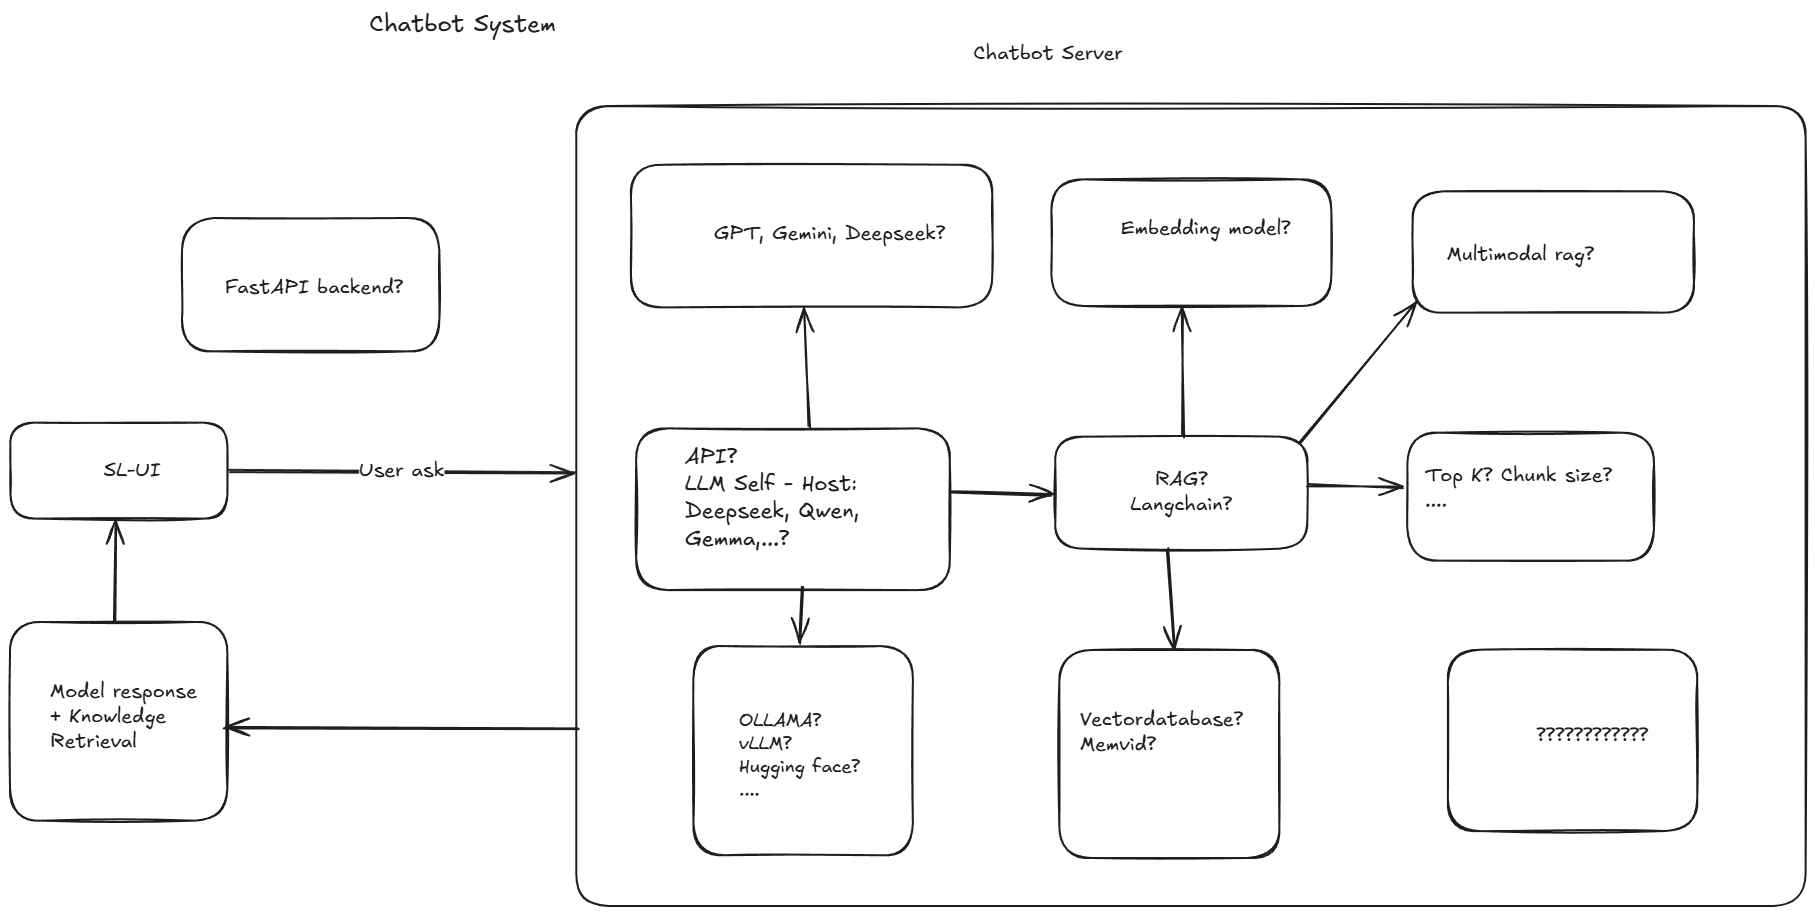 Chatbot System
Chatbot Server
GPT, Gemini, Deepseek?
Embedding model?
Multimodal rag?
FastAPI backend?
SL-UI
User ask
API?
LLM Self - Host:
Deepseek, Qwen,
Gemma,...?
RAG?
Langchain?
Top K? Chunk size?
....
Model response
+ Knowledge
Retrieval
OLLAMA?
vLLM?
Hugging face?
....
Vectordatabase?
Memvid?
????????????